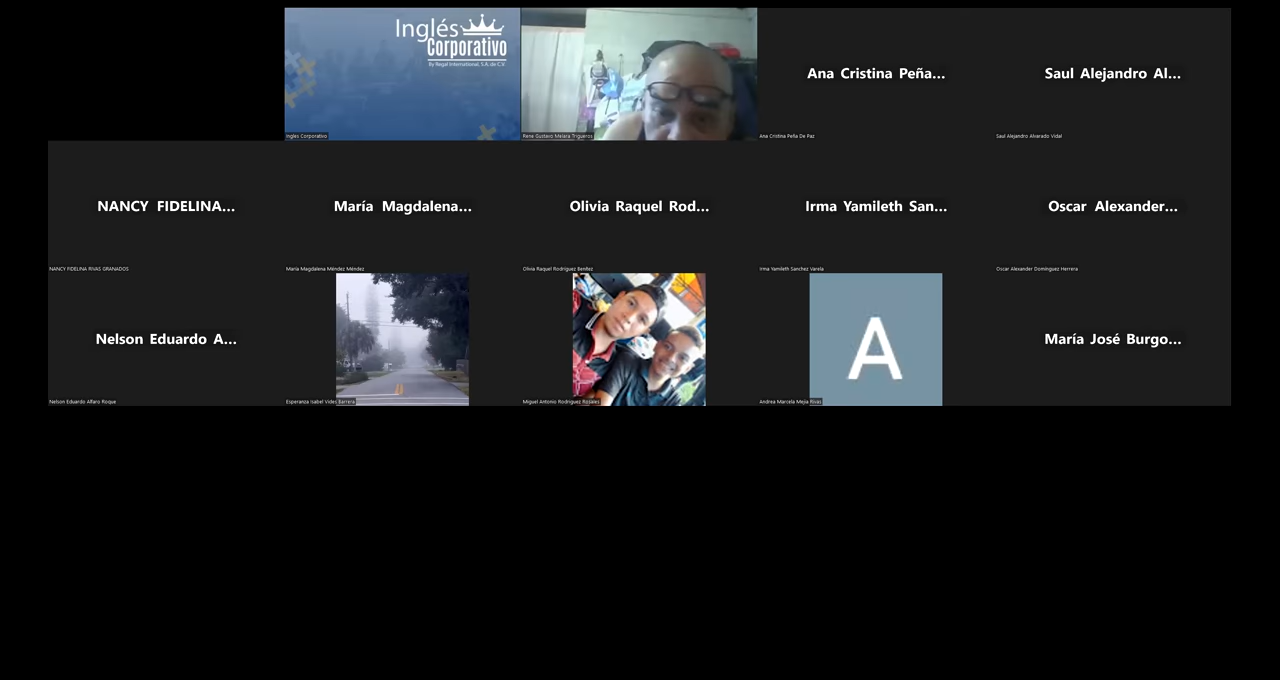 Inglés
Corporativo
By Regal International, S.A. de C.V.
Ana Cristina Peña...
Saul Alejandro Al...
Ingles Corporativo
Rene Gustavo Melara Trigueros
Ana Cristina Peña De Paz
Saul Alejandro Alvarado Vidal
NANCY FIDELINA...
María Magdalena...
Olivia Raquel Rod...
Irma Yamileth San...
Oscar Alexander...
NANCY FIDELINA RIVAS GRANADOS
María Magdalena Méndez Méndez
Olivia Raquel Rodríguez Benítez
Irma Yamileth Sanchez Varela
Oscar Alexander Domínguez Herrera
Nelson Eduardo A...
A
María José Burgo...
Nelson Eduardo Alfaro Roque
Esperanza Isabel Vides Barrera
Miguel Antonio Rodriguez Rosales
Andrea Marcela Mejia Rivas